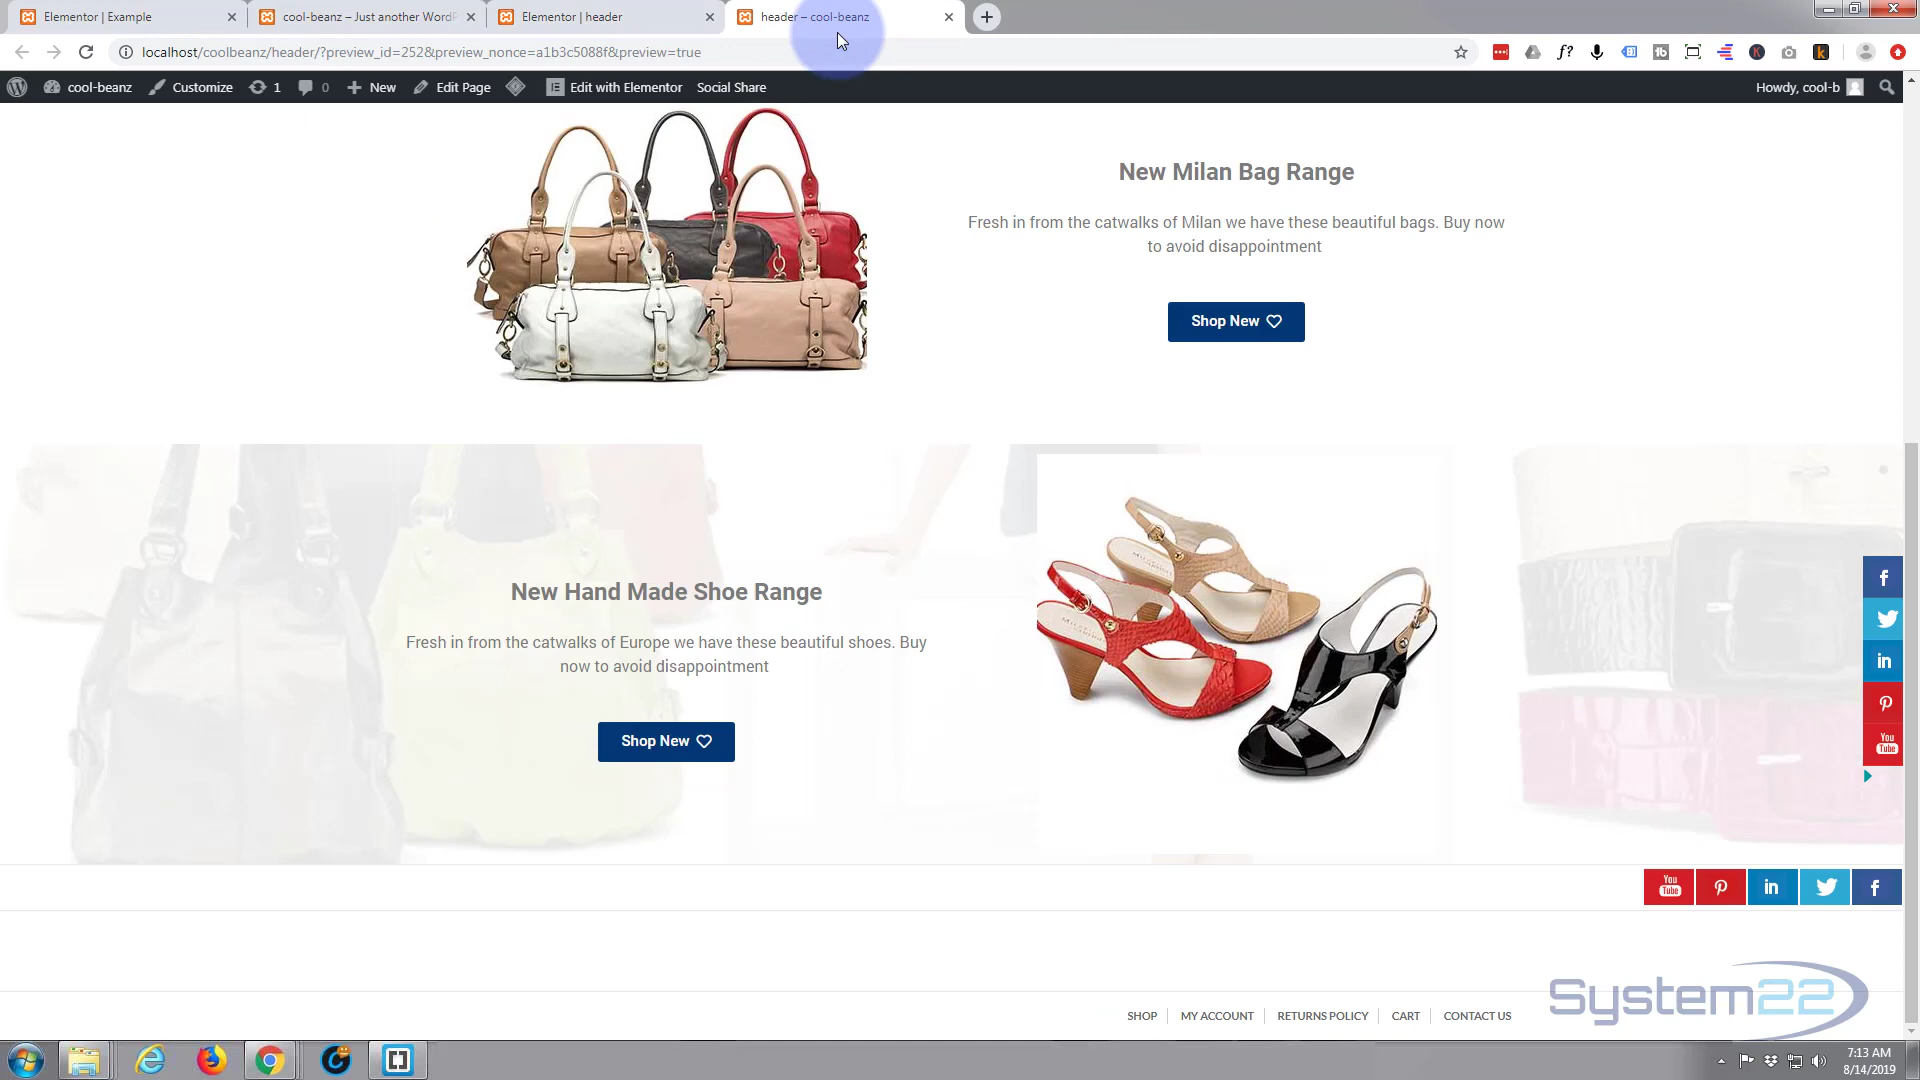 Elementor | Example
cool-beanz – Just another WordP
Elementor | header
header – cool-beanz
localhost/coolbeanz/header/?preview_id=252&preview_nonce=a1b3c5088f&preview=true
cool-beanz
Customize
1
0
New
Edit Page
Edit with Elementor
Social Share
Howdy, cool-b
New Milan Bag Range
Fresh in from the catwalks of Milan we have these beautiful bags. Buy now
to avoid disappointment
Shop New
New Hand Made Shoe Range
Fresh in from the catwalks of Europe we have these beautiful shoes. Buy
now to avoid disappointment
Shop New
You
Tube
You
Tube
System22
SHOP
MY ACCOUNT
RETURNS POLICY
CART
CONTACT US
7:13 AM
8/14/2019